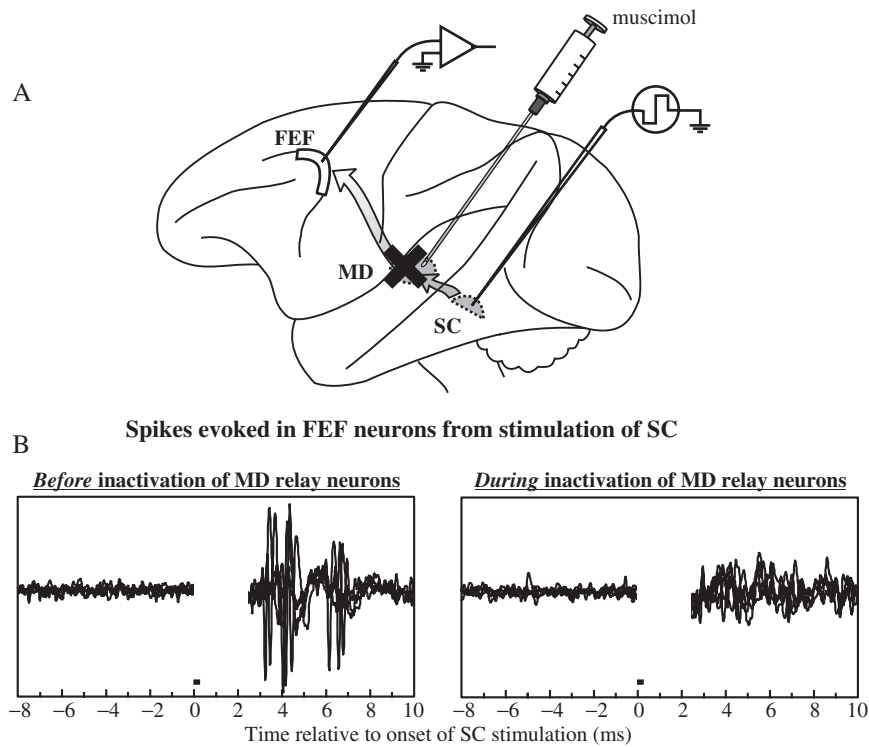 muscimol
A
FEF
MD
SC
B
Spikes evoked in FEF neurons from stimulation of SC
Before inactivation of MD relay neurons
During inactivation of MD relay neurons
−8 −6 −4 −2 0 2 4 6 8 10
−8 −6 −4 −2 0 2 4 6 8 10
Time relative to onset of SC stimulation (ms)